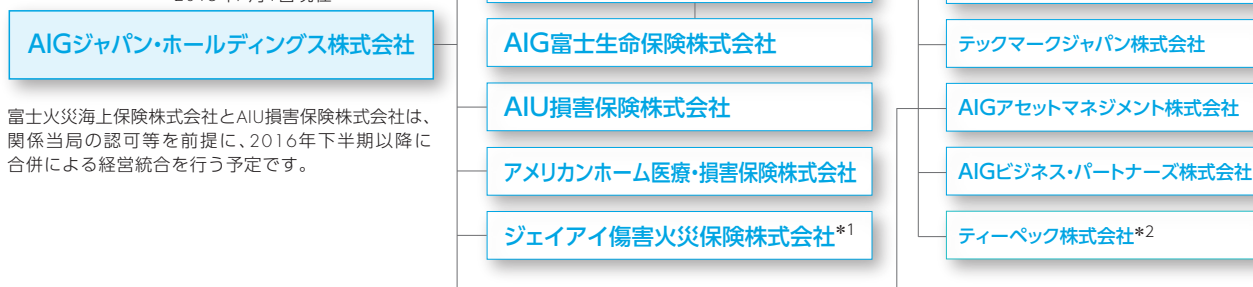 AIGジャパン・ホールディングス株式会社
富士火災海上保険株式会社とAIU損害保険株式会社は、
関係当局の認可等を前提に、2016年下半期以降に
合併による経営統合を行う予定です。
AIG富士生命保険株式会社
AIU損害保険株式会社
アメリカンホーム医療・損害保険株式会社
ジェイアイ傷害火災保険株式会社*1
テックマークジャパン株式会社
AIGアセットマネジメント株式会社
AIGビジネス・パートナーズ株式会社
ティーペック株式会社*2